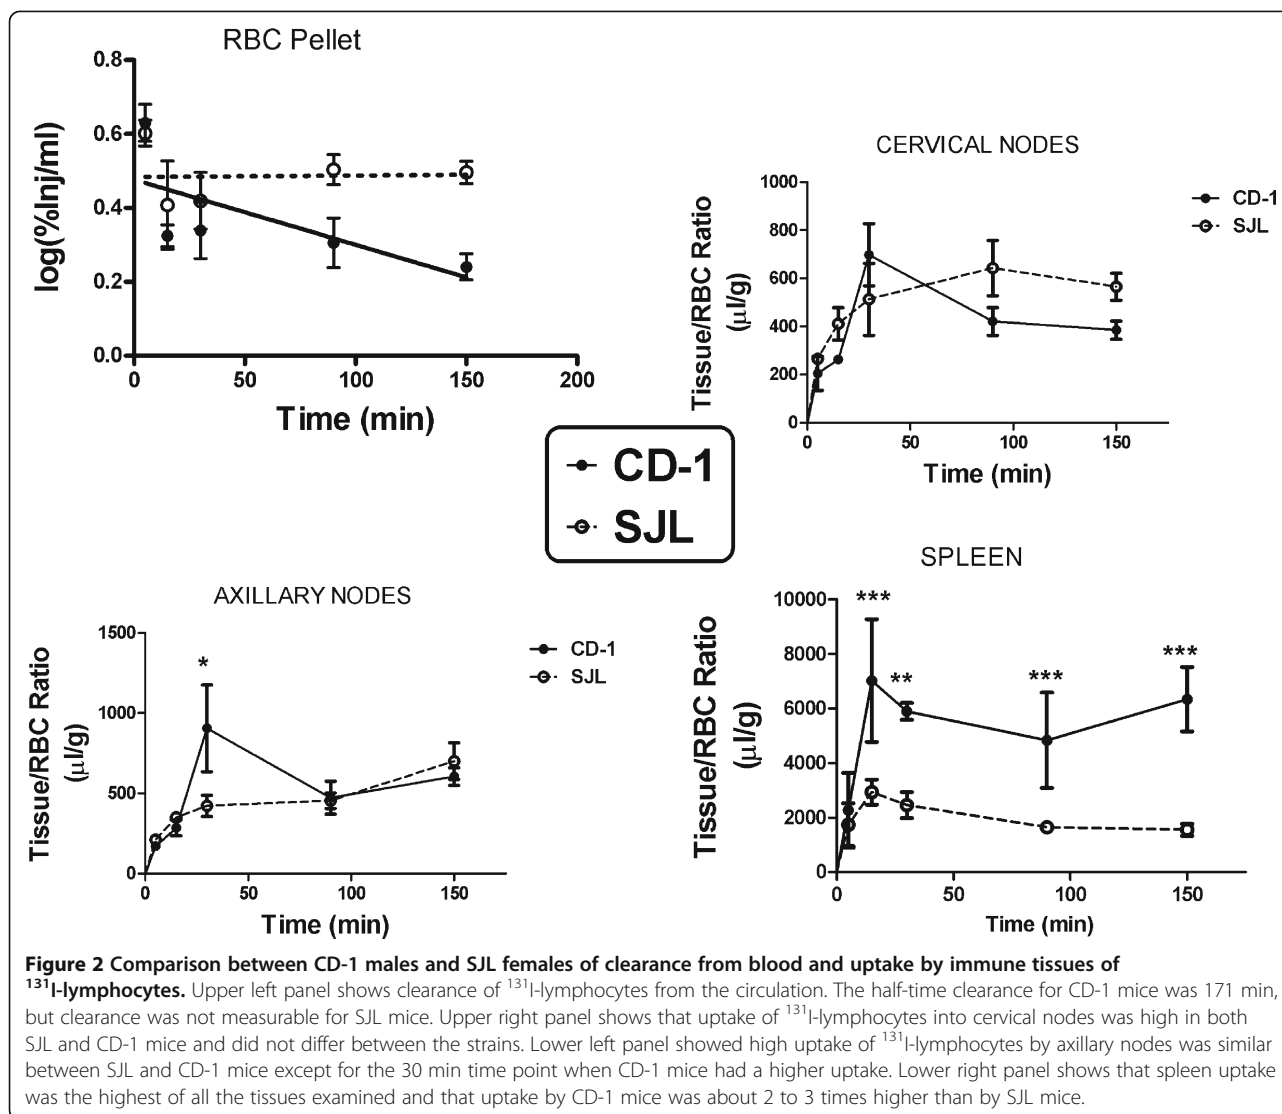 RBC Pellet
0.8
0.6
0.4
0.2
0.0
log(%Inj/ml)
0 50 100 150 200
Time (min)
CERVICAL NODES
1000
800
600
400
200
0
Tissue/RBC Ratio
(µl/g)
0 50 100 150
Time (min)
CD-1
SJL
CD-1
SJL
AXILLARY NODES
1500
1000
500
0
Tissue/RBC Ratio
(µl/g)
*
0 50 100 150
Time (min)
CD-1
SJL
SPLEEN
10000
8000
6000
4000
2000
0
Tissue/RBC Ratio
(µl/g)
***
**
***
***
0 50 100 150
Time (min)
Figure 2 Comparison between CD-1 males and SJL females of clearance from blood and uptake by immune tissues of
¹³¹I-lymphocytes. Upper left panel shows clearance of ¹³¹I-lymphocytes from the circulation. The half-time clearance for CD-1 mice was 171 min,
but clearance was not measurable for SJL mice. Upper right panel shows that uptake of ¹³¹I-lymphocytes into cervical nodes was high in both
SJL and CD-1 mice and did not differ between the strains. Lower left panel showed high uptake of ¹³¹I-lymphocytes by axillary nodes was similar
between SJL and CD-1 mice except for the 30 min time point when CD-1 mice had a higher uptake. Lower right panel shows that spleen uptake
was the highest of all the tissues examined and that uptake by CD-1 mice was about 2 to 3 times higher than by SJL mice.